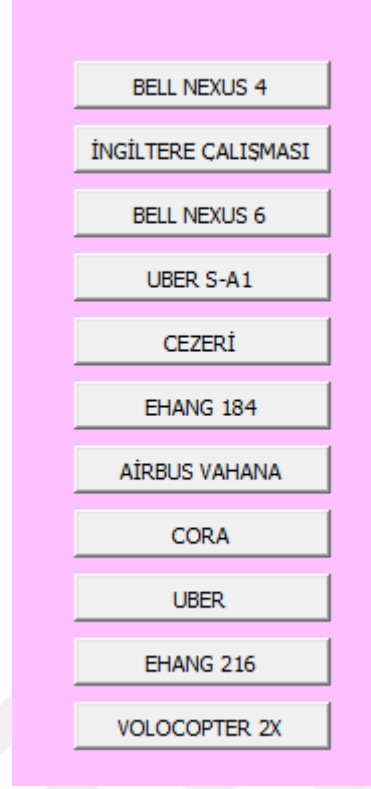 BELL NEXUS 4
İNGİLTERE ÇALIŞMASI
BELL NEXUS 6
UBER S-A1
CEZERİ
EHANG 184
AİRBUS VAHANA
CORA
UBER
EHANG 216
VOLOCOPTER 2X